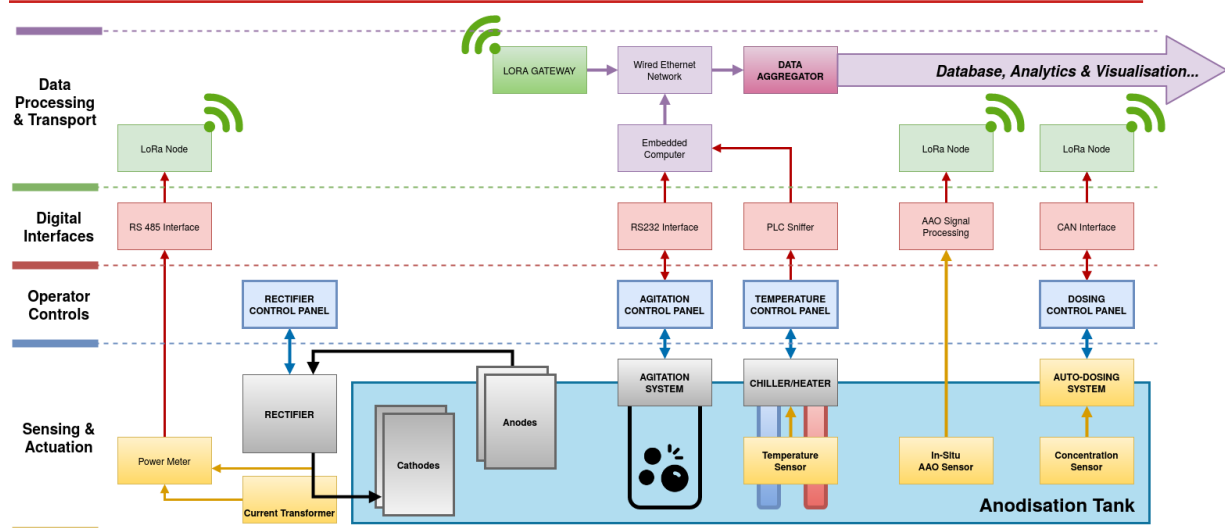 Data
Processing
& Transport
LORA GATEWAY
Wired Ethernet
Network
DATA
AGGREGATOR
Database, Analytics & Visualisation...
LoRa Node
Embedded
Computer
LoRa Node
LoRa Node
Digital
Interfaces
RS 485 Interface
RS232 Interface
PLC Sniffer
AAO Signal
Processing
CAN Interface
Operator
Controls
RECTIFIER
CONTROL PANEL
AGITATION
CONTROL PANEL
TEMPERATURE
CONTROL PANEL
DOSING
CONTROL PANEL
Sensing &
Actuation
RECTIFIER
Anodes
Cathodes
AGITATION
SYSTEM
CHILLER/HEATER
AUTO-DOSING
SYSTEM
Power Meter
Current Transformer
Temperature
Sensor
In-Situ
AAO Sensor
Concentration
Sensor
Anodisation Tank